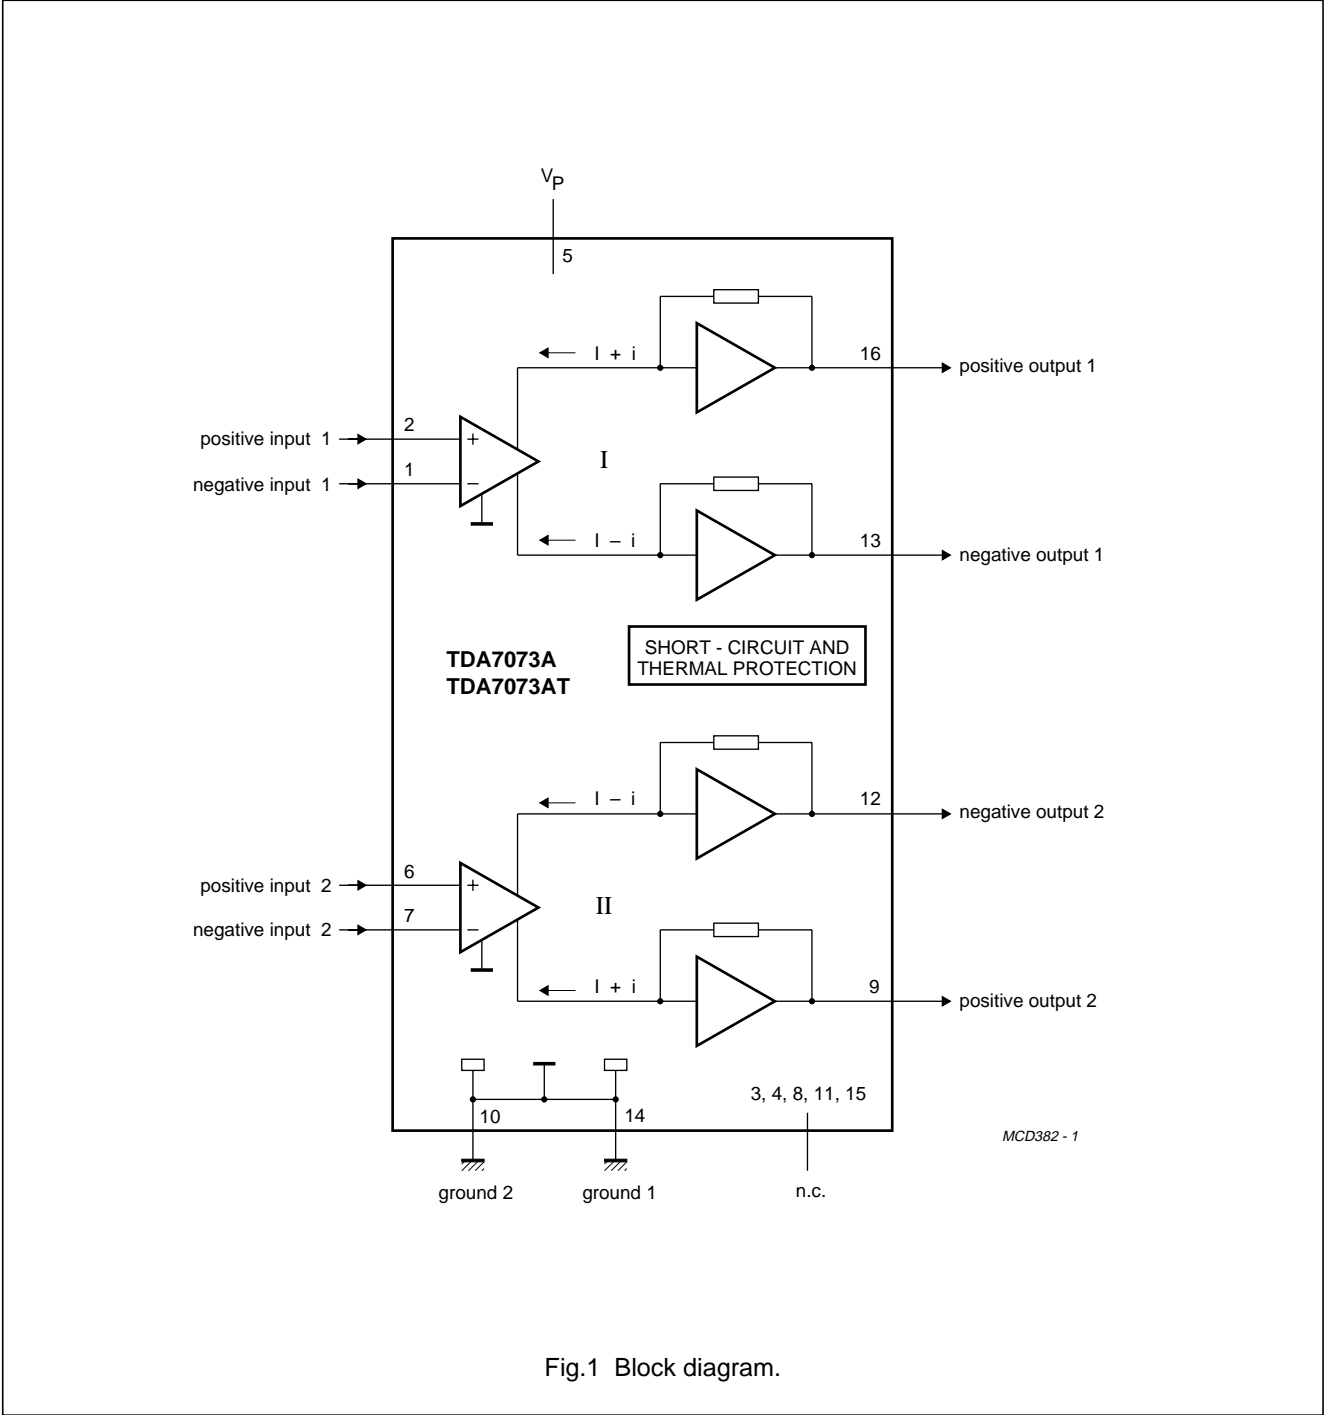 VP
5
I + i
16
positive output 1
positive input 1
2
+
negative input 1
1
−
I
I − i
13
negative output 1
TDA7073A
TDA7073AT
SHORT - CIRCUIT AND
THERMAL PROTECTION
I − i
12
negative output 2
positive input 2
6
+
negative input 2
7
−
II
I + i
9
positive output 2
3, 4, 8, 11, 15
10
14
MCD382 - 1
ground 2
ground 1
n.c.
Fig.1 Block diagram.